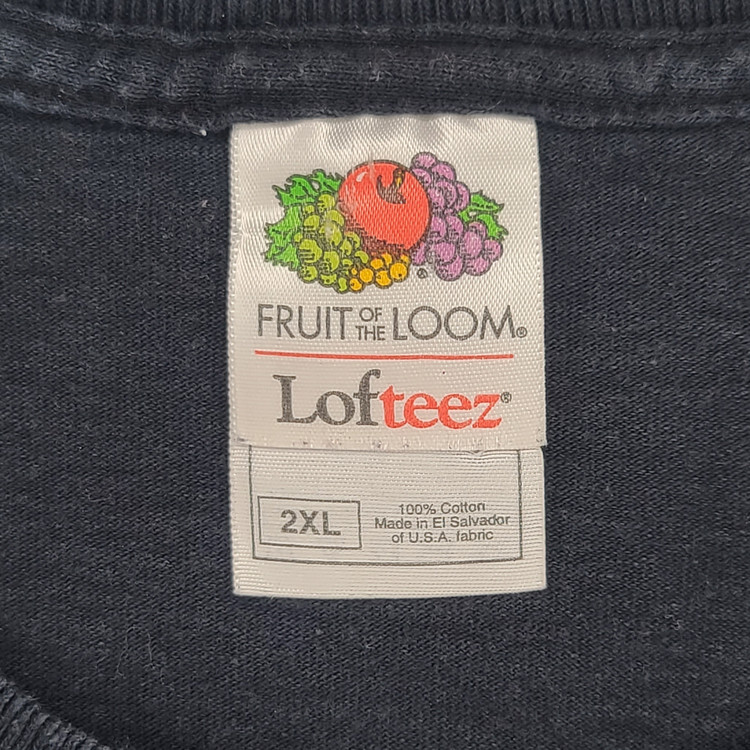 ®
FRUIT OF THE LOOM®
Lofteez®
2XL
100% Cotton
Made in El Salvador
of U.S.A. fabric